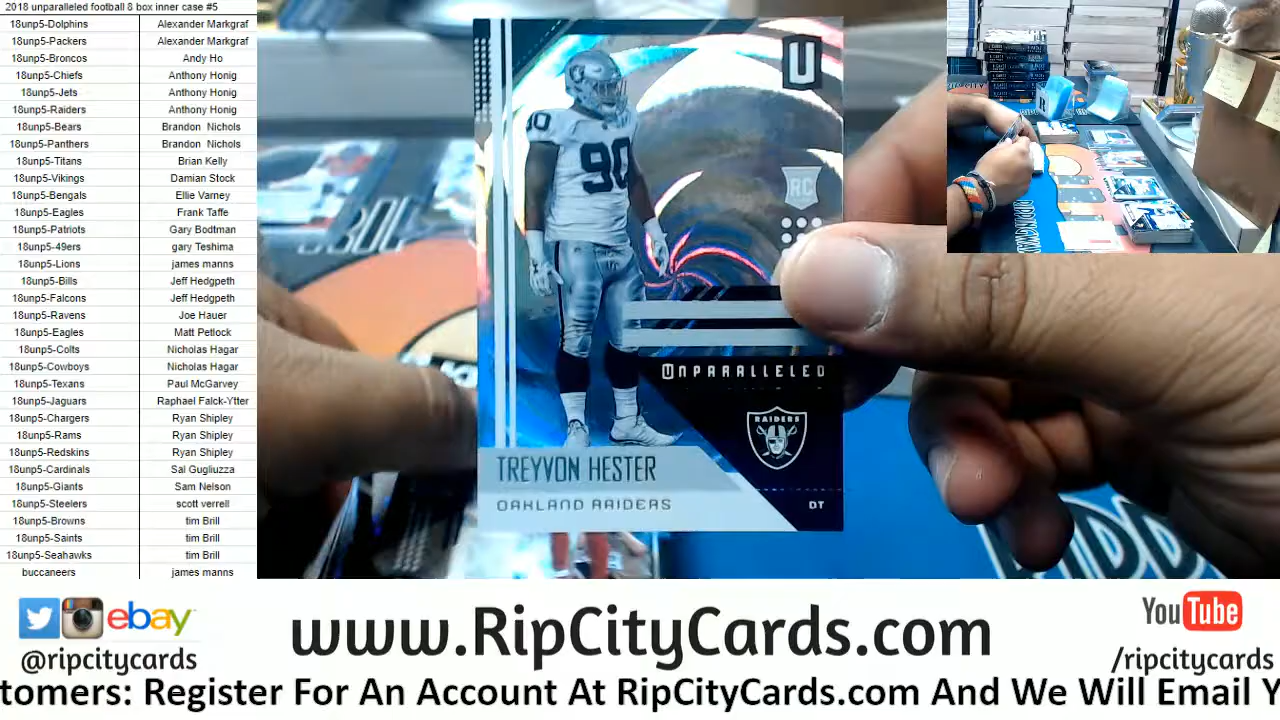 2018 unparalleled football 8 box inner case #5
18unp5-Dolphins Alexander Markgraf
18unp5-Packers Alexander Markgraf
18unp5-Broncos Andy Ho
18unp5-Chiefs Anthony Honig
18unp5-Jets Anthony Honig
18unp5-Raiders Anthony Honig
18unp5-Bears Brandon Nichols
18unp5-Panthers Brandon Nichols
18unp5-Titans Brian Kelly
18unp5-Vikings Damian Stock
18unp5-Bengals Ellie Varney
18unp5-Eagles Frank Taffe
18unp5-Patriots Gary Bodtman
18unp5-49ers gary Teshima
18unp5-Lions james manns
18unp5-Bills Jeff Hedgpeth
18unp5-Falcons Jeff Hedgpeth
18unp5-Ravens Joe Hauer
18unp5-Eagles Matt Petlock
18unp5-Colts Nicholas Hagar
18unp5-Cowboys Nicholas Hagar
18unp5-Texans Paul McGarvey
18unp5-Jaguars Raphael Falck-Ytter
18unp5-Chargers Ryan Shipley
18unp5-Rams Ryan Shipley
18unp5-Redskins Ryan Shipley
18unp5-Cardinals Sal Gugliuzza
18unp5-Giants Sam Nelson
18unp5-Steelers scott verrell
18unp5-Browns tim Brill
18unp5-Saints tim Brill
18unp5-Seahawks tim Brill
buccaneers james manns
U
90
90
RC
UNPARALLELED
RAIDERS
TREYVON HESTER
OAKLAND RAIDERS
DT
RIPP
ebay
@ripcitycards
www.RipCityCards.com
YouTube
/ripcitycards
tomers: Register For An Account At RipCityCards.com And We Will Email Y